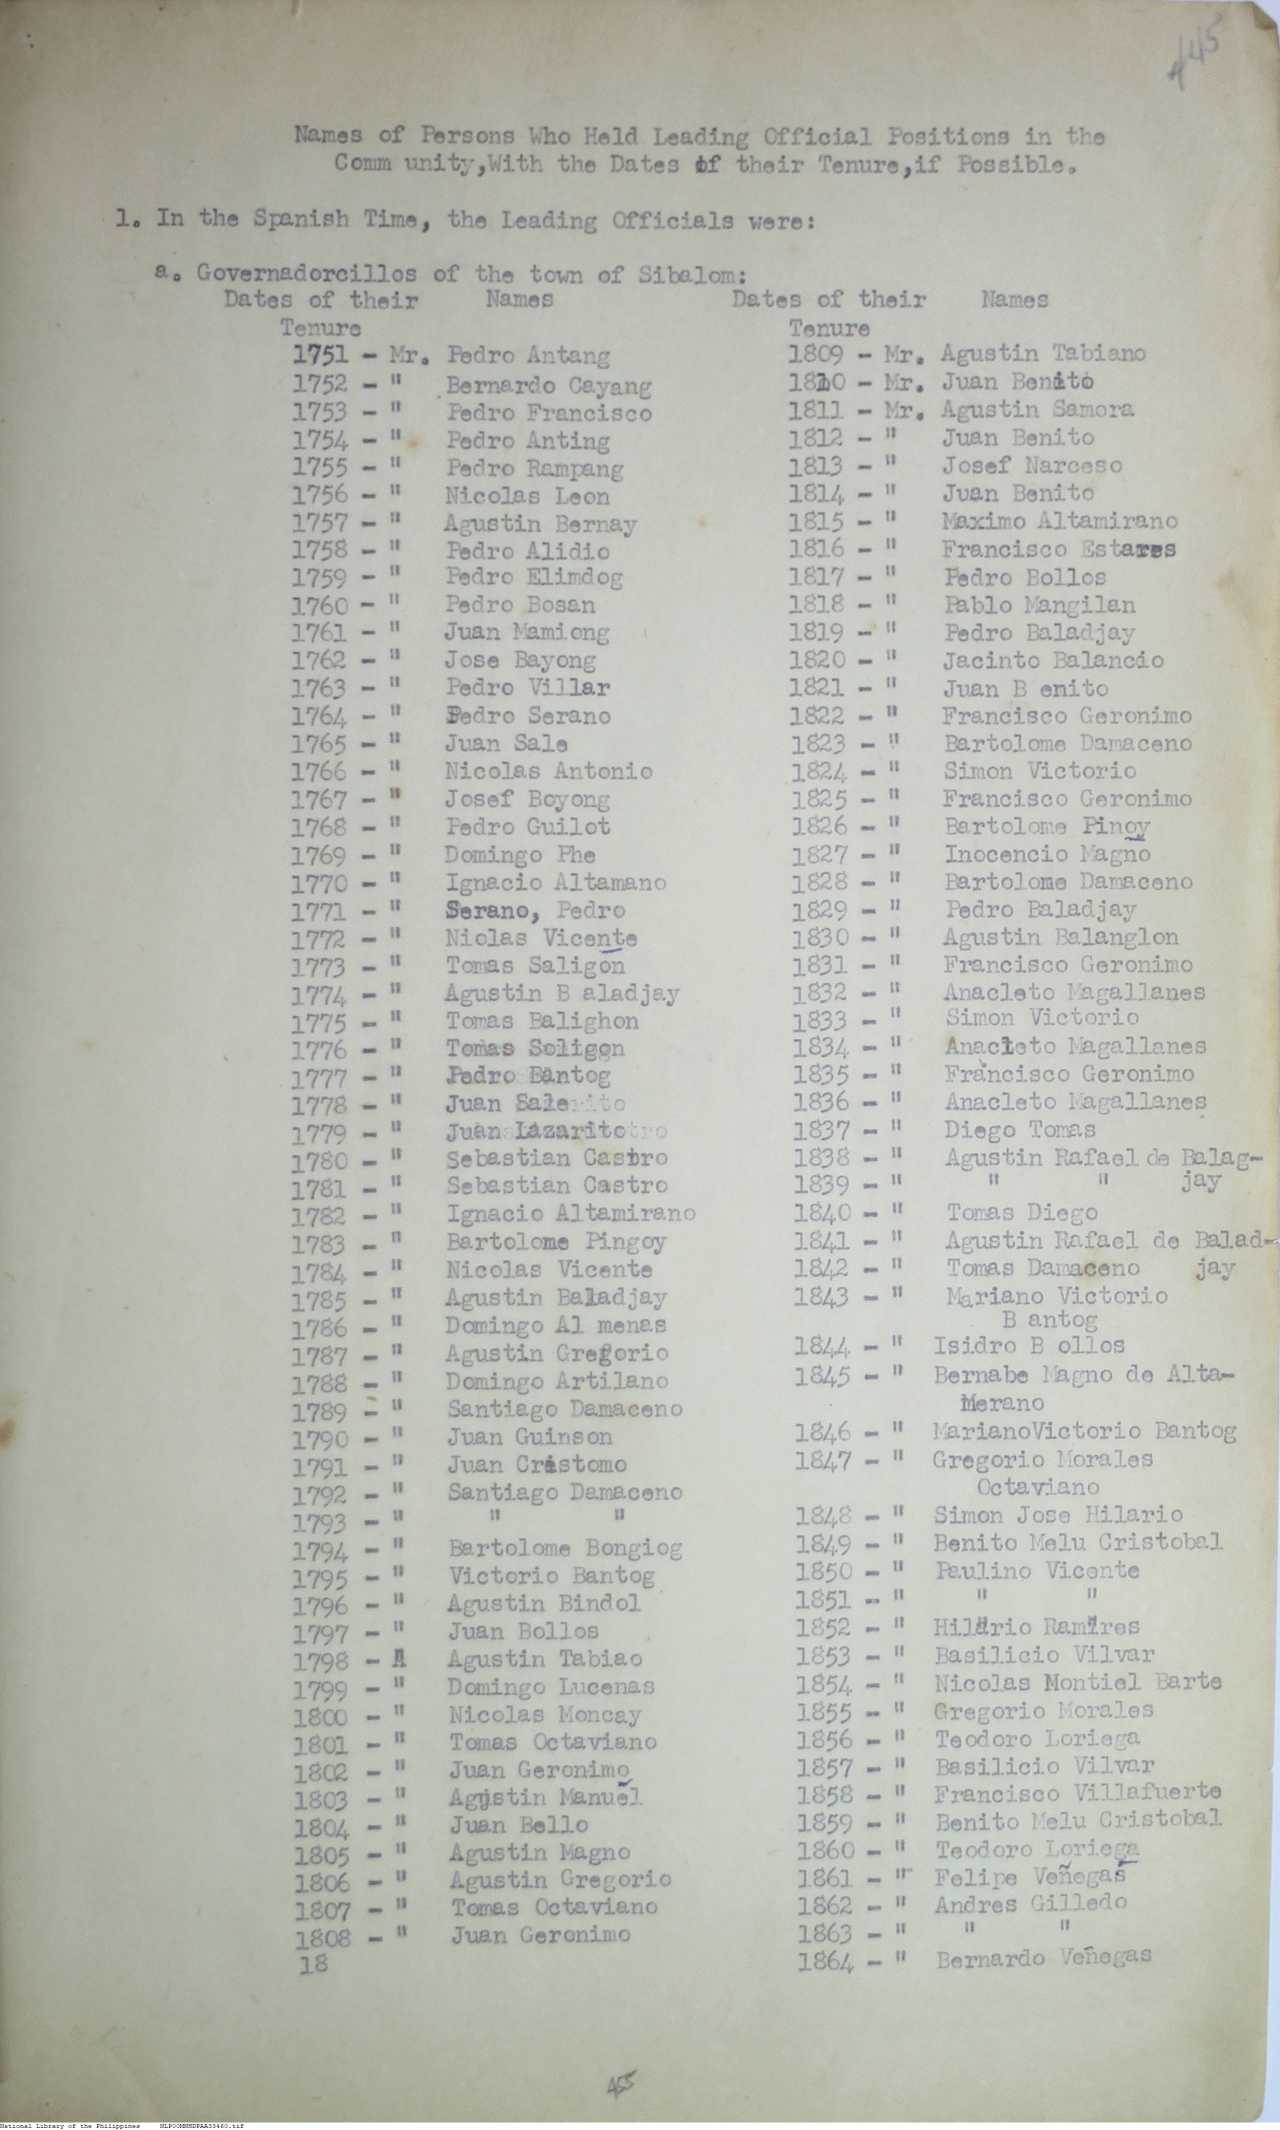 445
Names of Persons Who Held Leading Official Positions in the
Comm unity,With the Dates of their Tenure,if Possible.
1. In the Spanish Time, the Leading Officials were:
a. Governadorcillos of the town of Sibalom:
Dates of their Names
Tenure
1751 - Mr. Pedro Antang
1752 - " Bernardo Cayang
1753 - " Pedro Francisco
1754 - " Pedro Anting
1755 - " Pedro Rampang
1756 - " Nicolas Leon
1757 - " Agustin Bernay
1758 - " Pedro Alidio
1759 - " Pedro Elimdog
1760 - " Pedro Bosan
1761 - " Juan Mamiong
1762 - " Jose Bayong
1763 - " Pedro Villar
1764 - " Pedro Serano
1765 - " Juan Sale
1766 - " Nicolas Antonio
1767 - " Josef Boyong
1768 - " Pedro Guilot
1769 - " Domingo Phe
1770 - " Ignacio Altamano
1771 - " Serano, Pedro
1772 - " Niolas Vicente
1773 - " Tomas Saligon
1774 - " Agustin B aladjay
1775 - " Tomas Balighon
1776 - " Tomas Soligon
1777 - " Pedro Bantog
1778 - " Juan Sale
1779 - " Juan Lazarito
1780 - " Sebastian Castro
1781 - " Sebastian Castro
1782 - " Ignacio Altamirano
1783 - " Bartolome Pingoy
1784 - " Nicolas Vicente
1785 - " Agustin Baladjay
1786 - " Domingo Al menas
1787 - " Agustin Gregorio
1788 - " Domingo Artilano
1789 - " Santiago Damaceno
1790 - " Juan Guinson
1791 - " Juan Cristomo
1792 - " Santiago Damaceno
1793 - " " "
1794 - " Bartolome Bongiog
1795 - " Victorio Bantog
1796 - " Agustin Bindol
1797 - " Juan Bollos
1798 - " Agustin Tabiao
1799 - " Domingo Lucenas
1800 - " Nicolas Moncay
1801 - " Tomas Octaviano
1802 - " Juan Geronimo
1803 - " Agustin Manuel
1804 - " Juan Bello
1805 - " Agustin Magno
1806 - " Agustin Gregorio
1807 - " Tomas Octaviano
1808 - " Juan Geronimo
18
Dates of their Names
Tenure
1809 - Mr. Agustin Tabiano
1810 - Mr. Juan Benito
1811 - Mr. Agustin Samora
1812 - " Juan Benito
1813 - " Josef Narceso
1814 - " Juan Benito
1815 - " Maximo Altamirano
1816 - " Francisco Estares
1817 - " Pedro Bollos
1818 - " Pablo Mangilan
1819 - " Pedro Baladjay
1820 - " Jacinto Balancio
1821 - " Juan B enito
1822 - " Francisco Geronimo
1823 - " Bartolome Damaceno
1824 - " Simon Victorio
1825 - " Francisco Geronimo
1826 - " Bartolome Pinoy
1827 - " Inocencio Magno
1828 - " Bartolome Damaceno
1829 - " Pedro Baladjay
1830 - " Agustin Balanglon
1831 - " Francisco Geronimo
1832 - " Anacleto Magallanes
1833 - " Simon Victorio
1834 - " Anacleto Magallanes
1835 - " Francisco Geronimo
1836 - " Anacleto Magallanes
1837 - " Diego Tomas
1838 - " Agustin Rafael de Balag-
1839 - " " " jay
1840 - " Tomas Diego
1841 - " Agustin Rafael de Balad-
1842 - " Tomas Damaceno jay
1843 - " Mariano Victorio
B antog
1844 - " Isidro B ollos
1845 - " Bernabe Magno de Alta-
Merano
1846 - " MarianoVictorio Bantog
1847 - " Gregorio Morales
Octaviano
1848 - " Simon Jose Hilario
1849 - " Benito Melu Cristobal
1850 - " Paulino Vicente
1851 - " " "
1852 - " Hilario Ramires
1853 - " Basilicio Vilvar
1854 - " Nicolas Montiel Barte
1855 - " Gregorio Morales
1856 - " Teodoro Loriega
1857 - " Basilicio Vilvar
1858 - " Francisco Villafuerte
1859 - " Benito Melu Cristobal
1860 - " Teodoro Loriega
1861 - " Felipe Veñegas
1862 - " Andres Gilledo
1863 - " " "
1864 - " Bernardo Veñegas
455
National Library of the Philippines